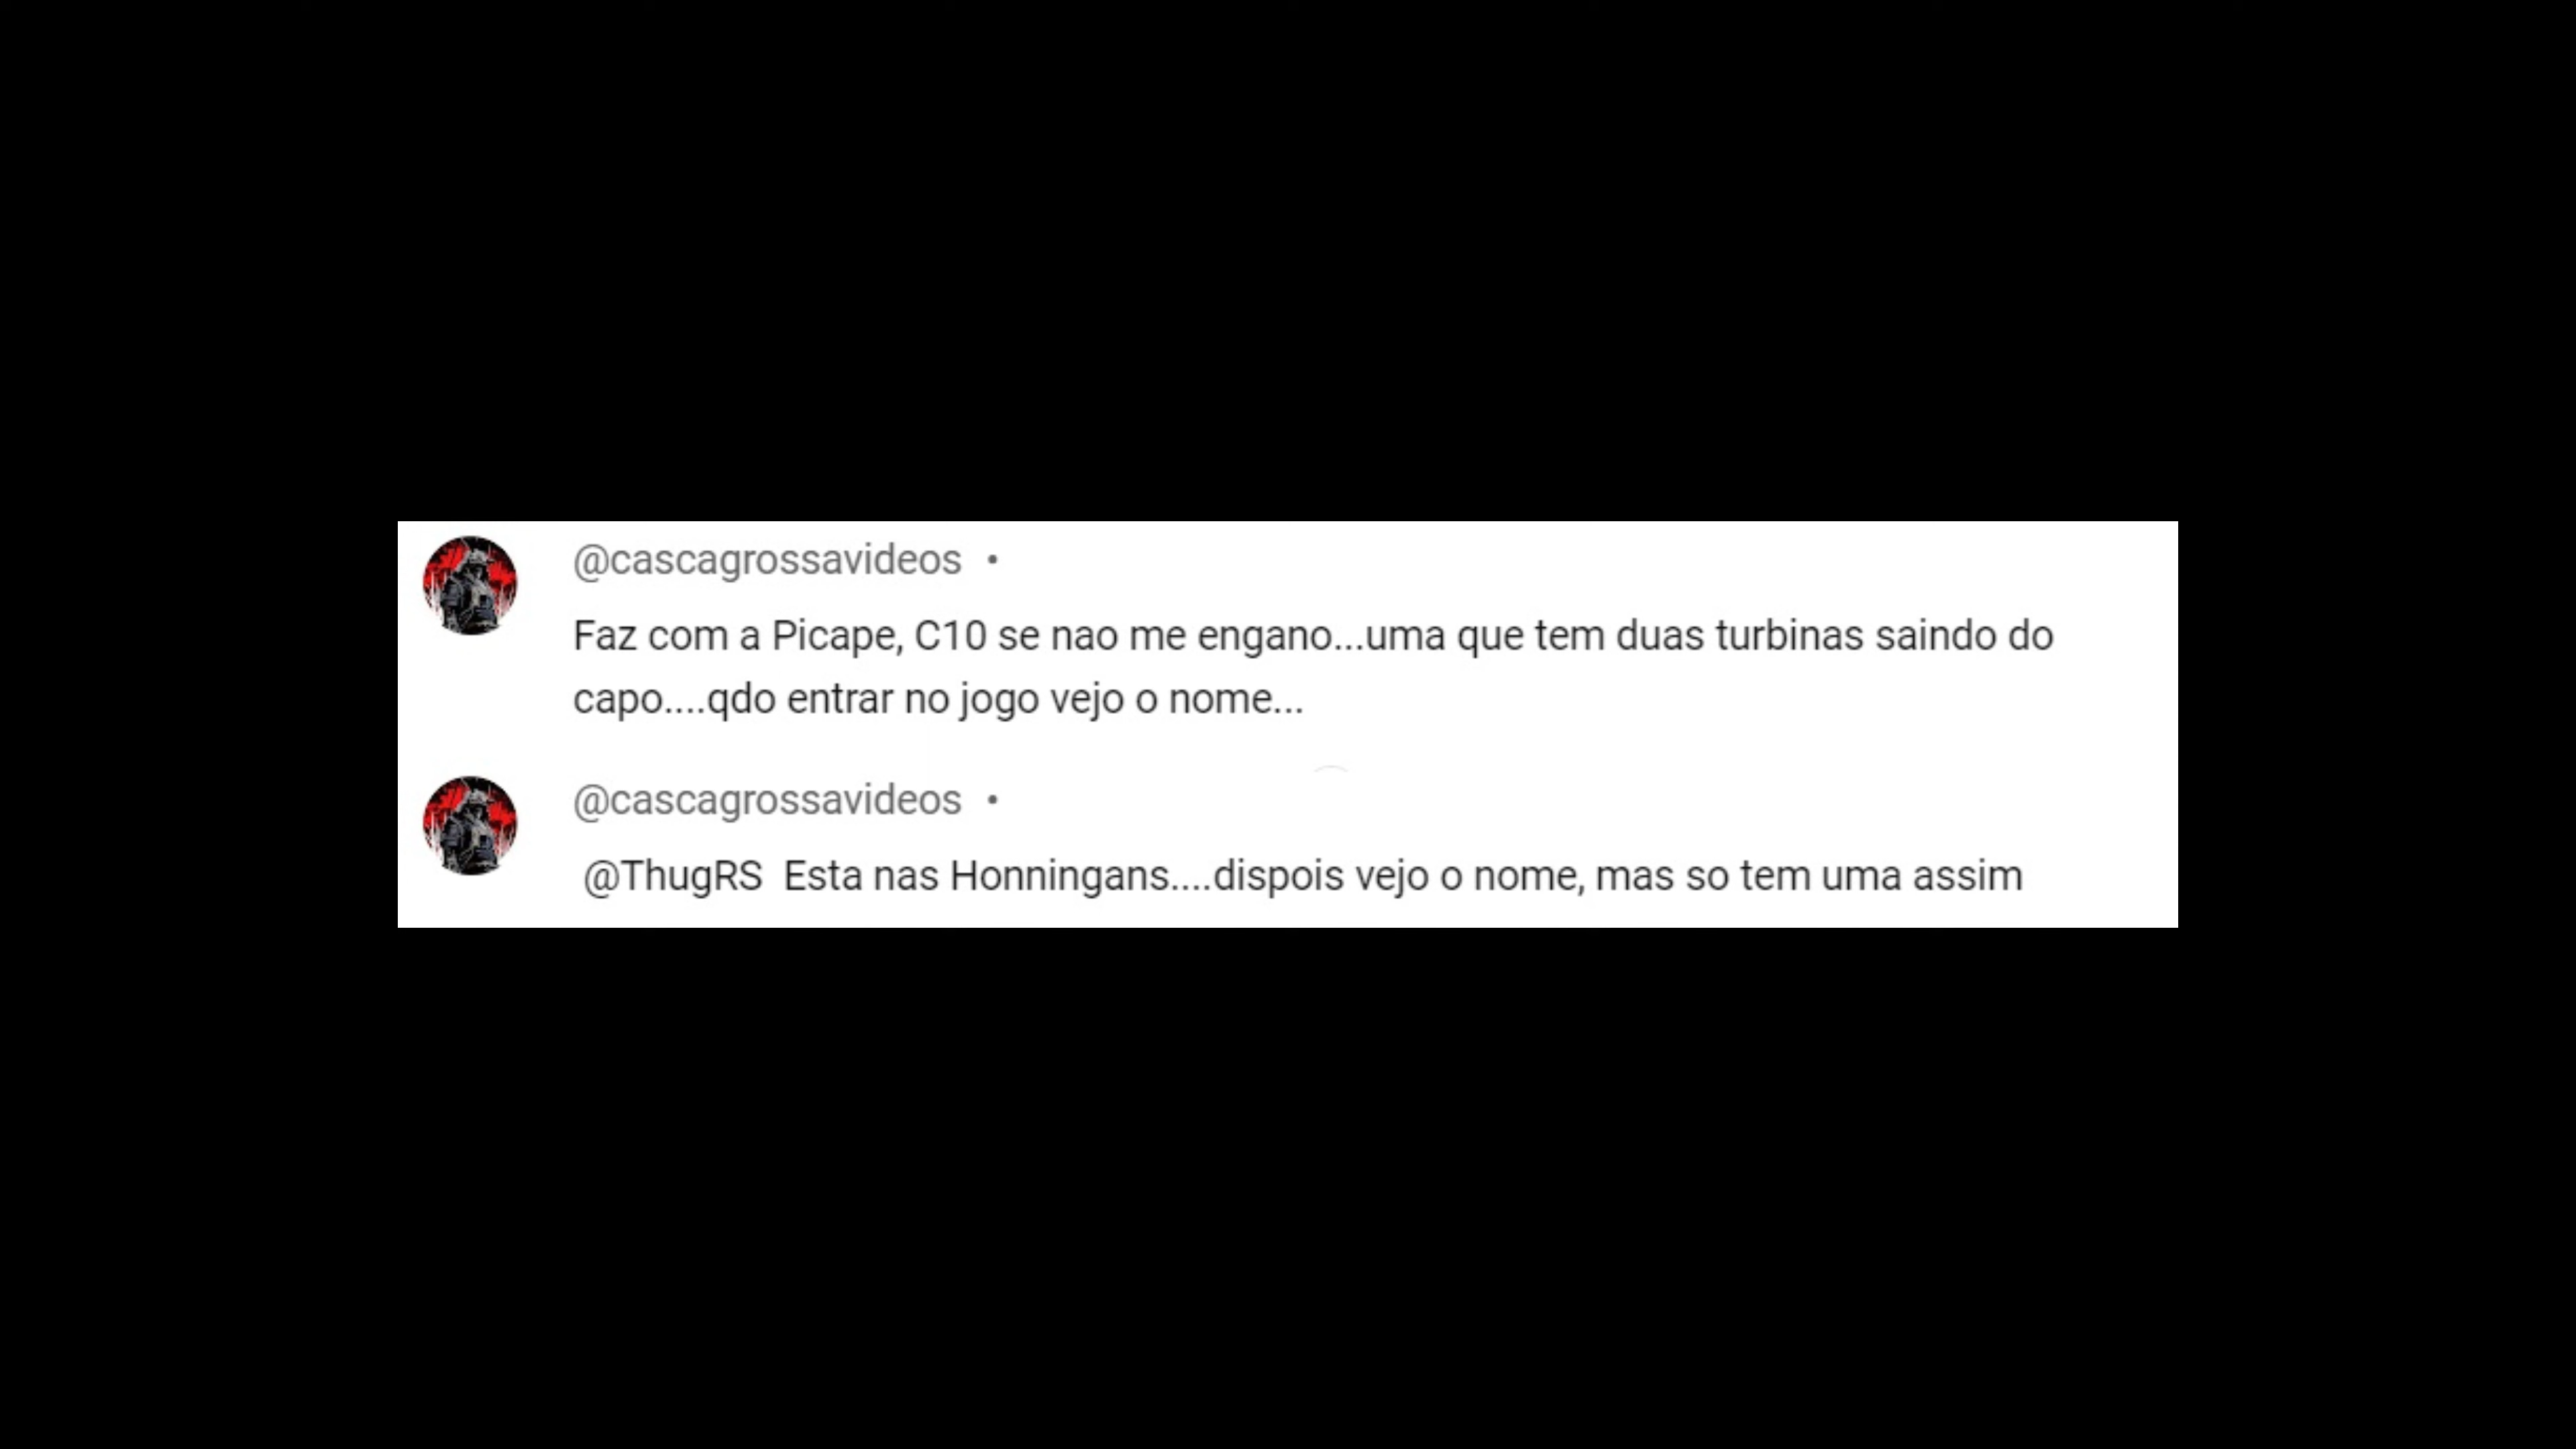 @cascagrossavideos •
Faz com a Picape, C10 se nao me engano...uma que tem duas turbinas saindo do
capo....qdo entrar no jogo vejo o nome...
@cascagrossavideos •
@ThugRS Esta nas Honningans....dispois vejo o nome, mas so tem uma assim